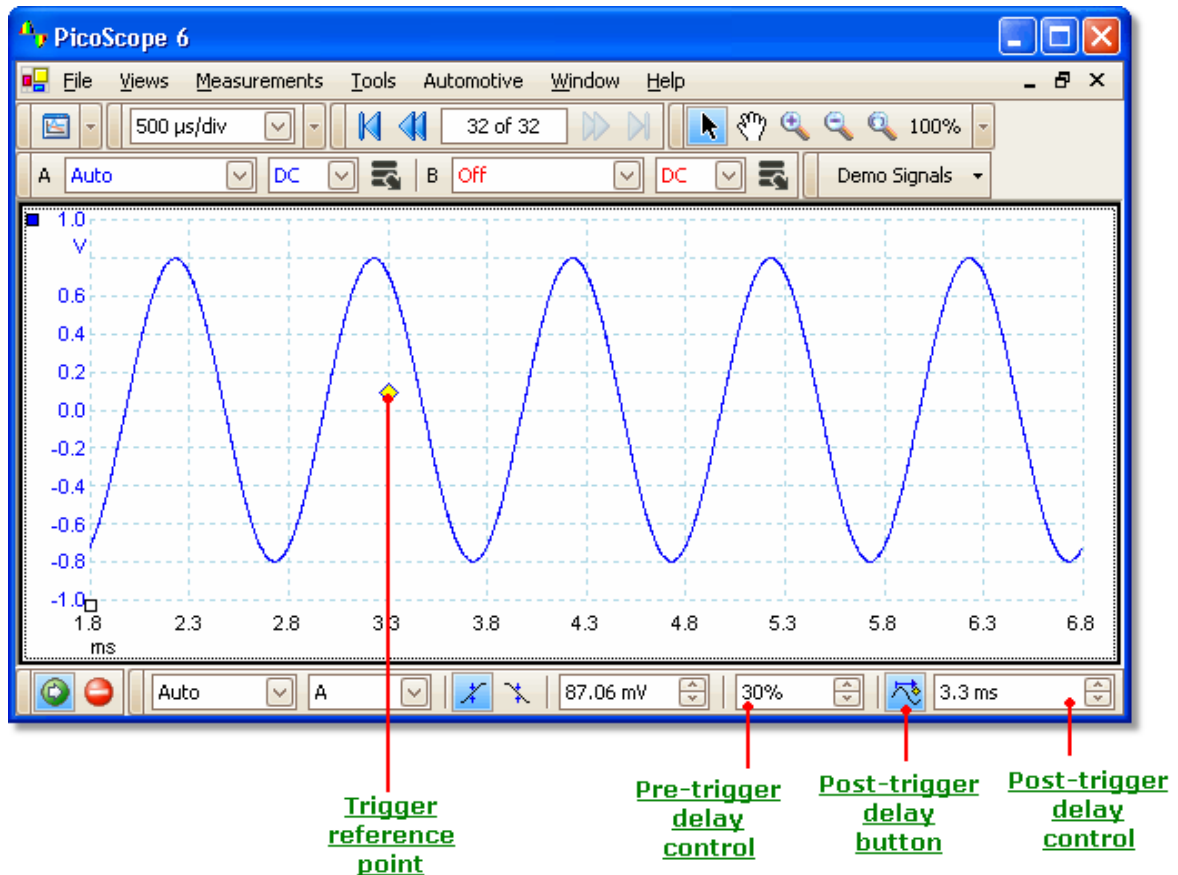 PicoScope 6
File Views Measurements Tools Automotive Window Help
500 µs/div 32 of 32 100%
A Auto DC B Off DC Demo Signals
1.0
V
0.6
0.4
0.2
0.0
-0.2
-0.4
-0.6
-0.8
-1.0
1.8 2.3 2.8 3.3 3.8 4.3 4.8 5.3 5.8 6.3 6.8
ms
Auto A 87.06 mV 30% 3.3 ms
Trigger
reference
point
Pre-trigger
delay
control
Post-trigger
delay
button
Post-trigger
delay
control